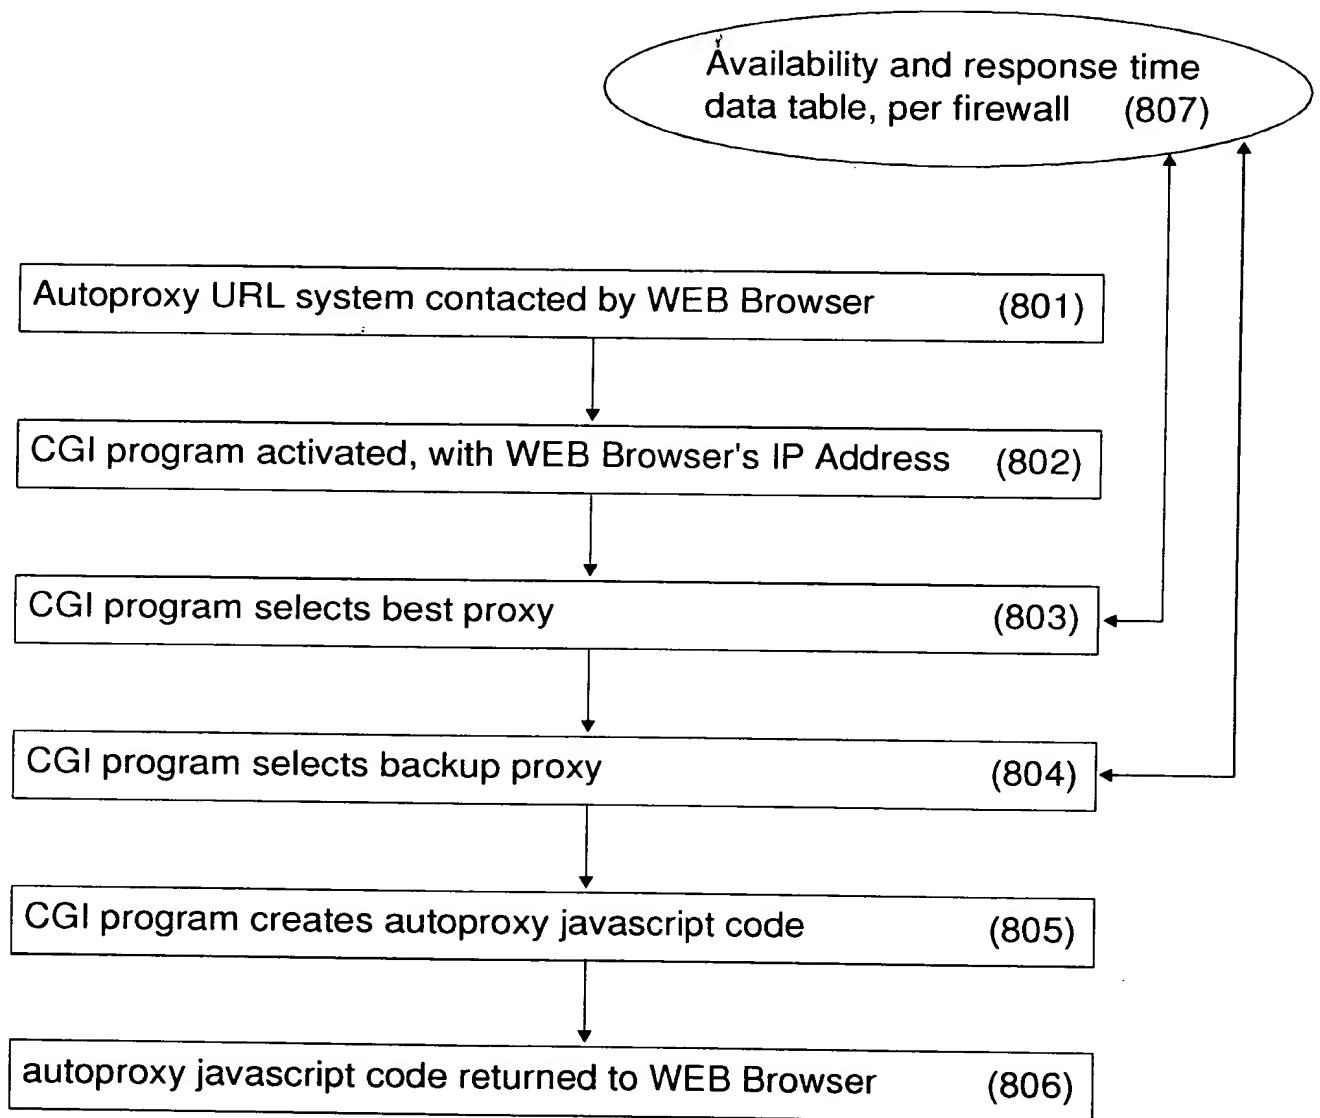 Availability and response time
data table, per firewall (807)
Autoproxy URL system contacted by WEB Browser (801)
CGI program activated, with WEB Browser's IP Address (802)
CGI program selects best proxy (803)
CGI program selects backup proxy (804)
CGI program creates autoproxy javascript code (805)
autoproxy javascript code returned to WEB Browser (806)